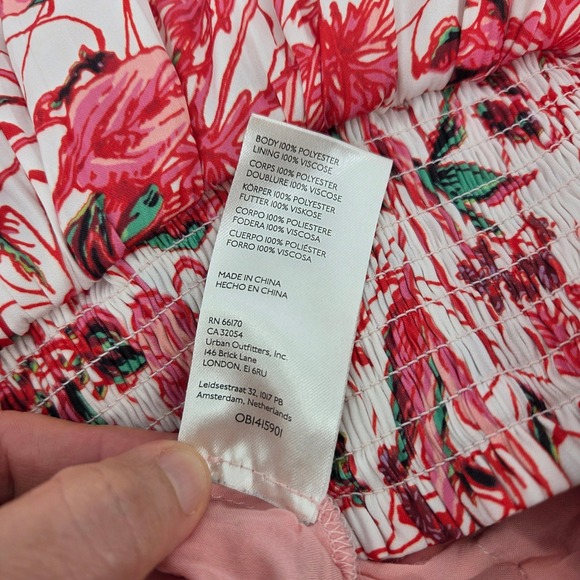 BODY 100% POLYESTER
LINING 100% VISCOSE
CORPS 100% POLYESTER
DOUBLURE 100% VISCOSE
KÖRPER 100% POLYESTER
FUTTER 100% VISKOSE
CORPO 100% POLIESTERE
FODERA 100% VISCOSA
CUERPO 100% POLIÉSTER
FORRO 100% VISCOSA
MADE IN CHINA
HECHO EN CHINA
RN 66170
CA 32054
Urban Outfitters, Inc.
146 Brick Lane
LONDON, E1 6RU
Leidsestraat 32, 1017 PB
Amsterdam, Netherlands
OB1415901